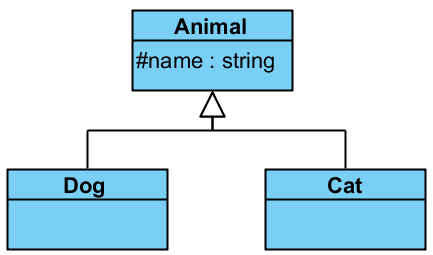 Animal
#name : string
Dog
Cat